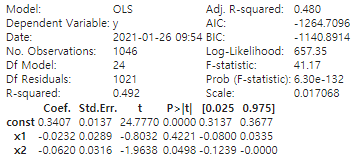 Model: OLS Adj. R-squared: 0.480
Dependent Variable: y AIC: -1264.7096
Date: 2021-01-26 09:54 BIC: -1140.8914
No. Observations: 1046 Log-Likelihood: 657.35
Df Model: 24 F-statistic: 41.17
Df Residuals: 1021 Prob (F-statistic): 6.30e-132
R-squared: 0.492 Scale: 0.017068
Coef. Std.Err. t P>|t| [0.025 0.975]
const 0.3407 0.0137 24.7770 0.0000 0.3137 0.3677
x1 -0.0232 0.0289 -0.8032 0.4221 -0.0800 0.0335
x2 -0.0620 0.0316 -1.9638 0.0498 -0.1239 -0.0000